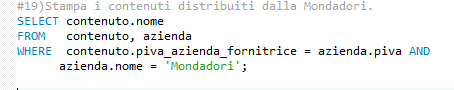 #19)Stampa i contenuti distribuiti dalla Mondadori.
SELECT contenuto.nome
FROM contenuto, azienda
WHERE contenuto.piva_azienda_fornitrice = azienda.piva AND
azienda.nome = 'Mondadori';